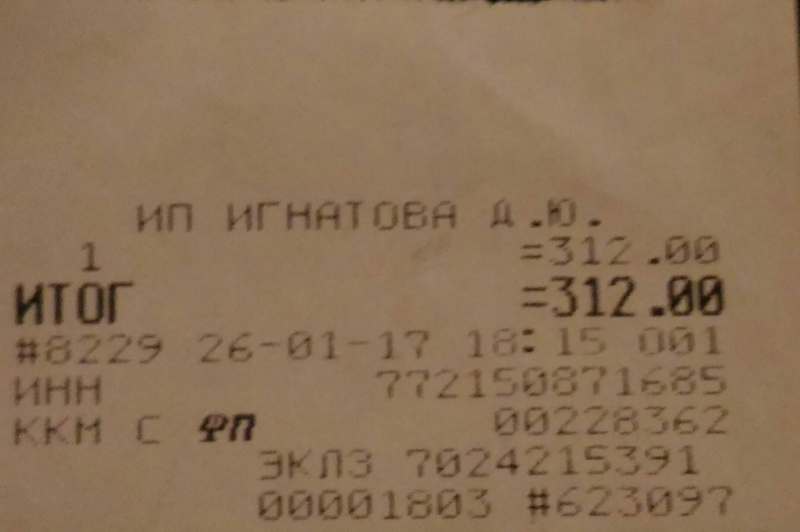 ИП ИГНАТОВА Д.Ю.
1 =312.00
ИТОГ =312.00
#8229 26-01-17 18:15 001
ИНН 772150871685
ККМ С ФП 00228362
ЭКЛЗ 7024215391
00001803 #623097